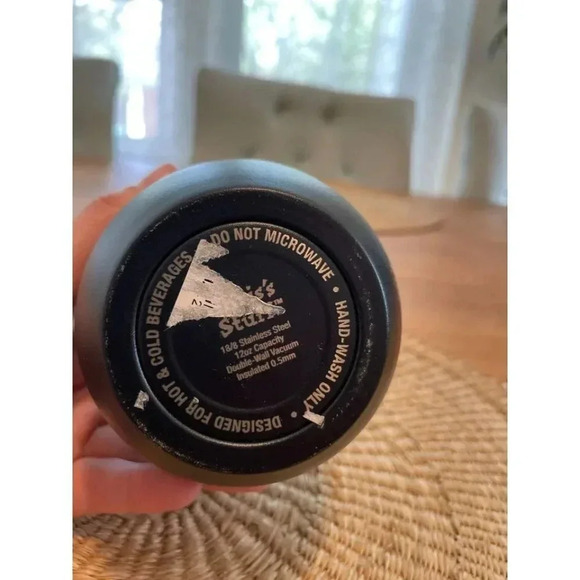 DESIGNED FOR HOT & COLD BEVERAGES • DO NOT MICROWAVE • HAND-WASH ONLY •
18/8 Stainless Steel
12oz Capacity
Double-Wall Vacuum
Insulated 0.5mm